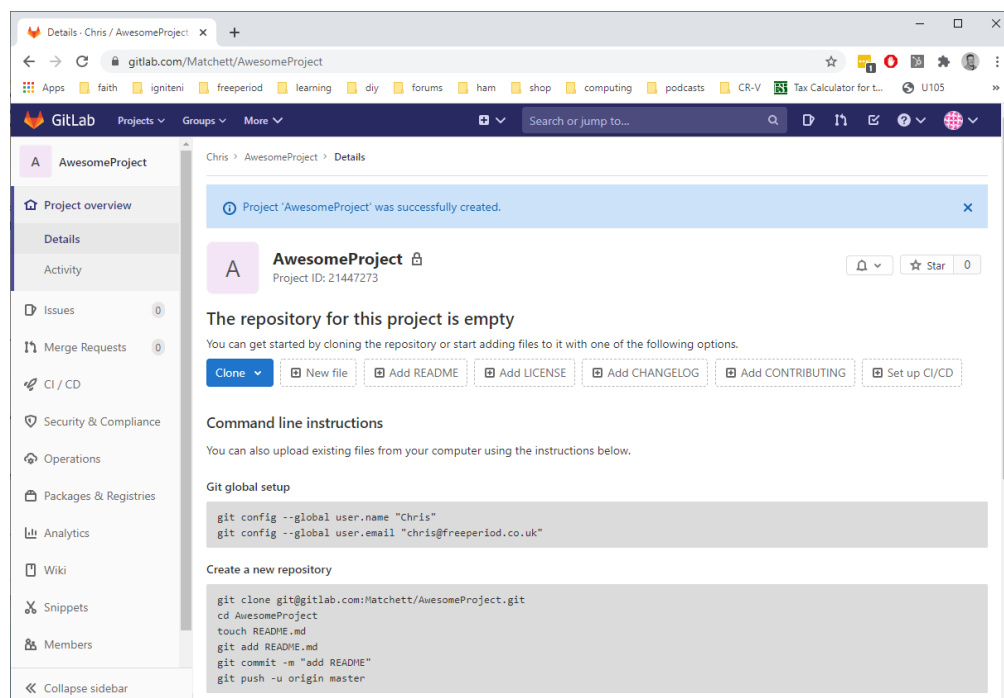 Details · Chris / AwesomeProject
gitlab.com/Matchett/AwesomeProject
1
Apps faith igniteni freeperiod learning diy forums ham shop computing podcasts CR-V Tax Calculator for t... U105 »
GitLab Projects Groups More Search or jump to...
A AwesomeProject
Project overview
Details
Activity
Issues 0
Merge Requests 0
CI / CD
Security & Compliance
Operations
Packages & Registries
Analytics
Wiki
Snippets
Members
Collapse sidebar
Chris > AwesomeProject > Details
Project 'AwesomeProject' was successfully created.
A
AwesomeProject
Project ID: 21447273
Star 0
The repository for this project is empty
You can get started by cloning the repository or start adding files to it with one of the following options.
Clone New file Add README Add LICENSE Add CHANGELOG Add CONTRIBUTING Set up CI/CD
Command line instructions
You can also upload existing files from your computer using the instructions below.
Git global setup
git config --global user.name "Chris"
git config --global user.email "chris@freeperiod.co.uk"
Create a new repository
git clone git@gitlab.com:Matchett/AwesomeProject.git
cd AwesomeProject
touch README.md
git add README.md
git commit -m "add README"
git push -u origin master